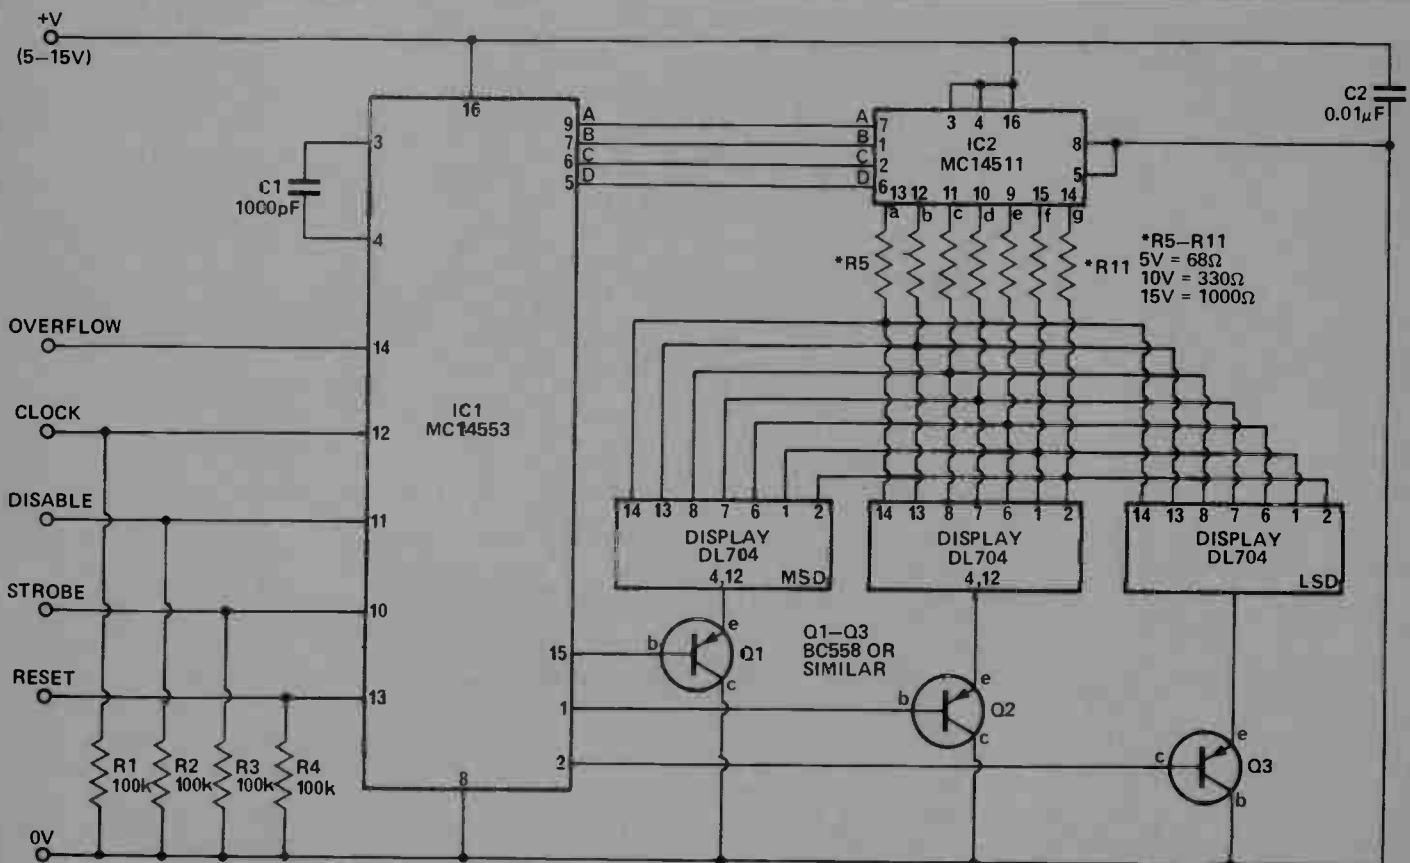 +V
(5–15V)
16
3
4
C1
1000pF
9 A
7 B
6 C
5 D
A 7
B 1
C 2
D 6
3 4 16
IC2
MC14511
8
5
13 12 11 10 9 15 14
a b c d e f g
C2
0.01µF
*R5
*R11
*R5–R11
5V = 68Ω
10V = 330Ω
15V = 1000Ω
OVERFLOW
14
CLOCK
12
IC1
MC14553
DISABLE
11
STROBE
10
RESET
13
14 13 8 7 6 1 2
DISPLAY
DL704
4,12 MSD
14 13 8 7 6 1 2
DISPLAY
DL704
4,12
14 13 8 7 6 1 2
DISPLAY
DL704
LSD
15
b e c
Q1
Q1–Q3
BC558 OR
SIMILAR
1
b e c
Q2
2
c e b
Q3
R1
100k
R2
100k
R3
100k
R4
100k
8
0V